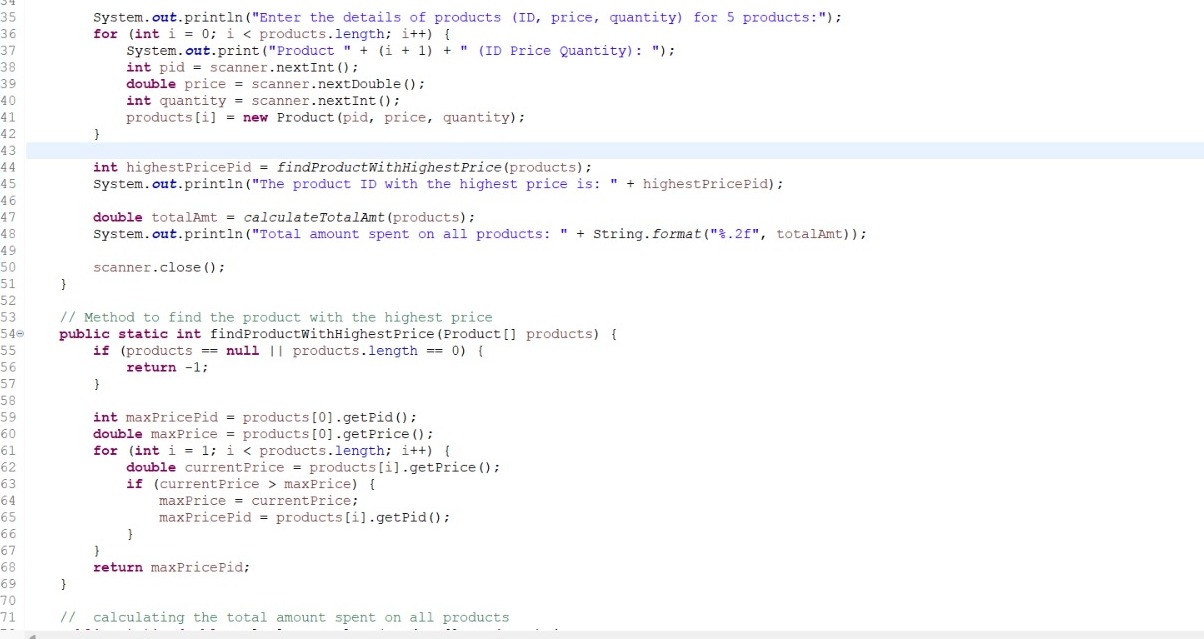 34
35 System.out.println("Enter the details of products (ID, price, quantity) for 5 products:");
36 for (int i = 0; i < products.length; i++) {
37 System.out.print("Product " + (i + 1) + " (ID Price Quantity): ");
38 int pid = scanner.nextInt();
39 double price = scanner.nextDouble();
40 int quantity = scanner.nextInt();
41 products[i] = new Product(pid, price, quantity);
42 }
43
44 int highestPricePid = findProductWithHighestPrice(products);
45 System.out.println("The product ID with the highest price is: " + highestPricePid);
46
47 double totalAmt = calculateTotalAmt(products);
48 System.out.println("Total amount spent on all products: " + String.format("%.2f", totalAmt));
49
50 scanner.close();
51 }
52
53 // Method to find the product with the highest price
54 public static int findProductWithHighestPrice(Product[] products) {
55 if (products == null || products.length == 0) {
56 return -1;
57 }
58
59 int maxPricePid = products[0].getPid();
60 double maxPrice = products[0].getPrice();
61 for (int i = 1; i < products.length; i++) {
62 double currentPrice = products[i].getPrice();
63 if (currentPrice > maxPrice) {
64 maxPrice = currentPrice;
65 maxPricePid = products[i].getPid();
66 }
67 }
68 return maxPricePid;
69 }
70
71 // calculating the total amount spent on all products